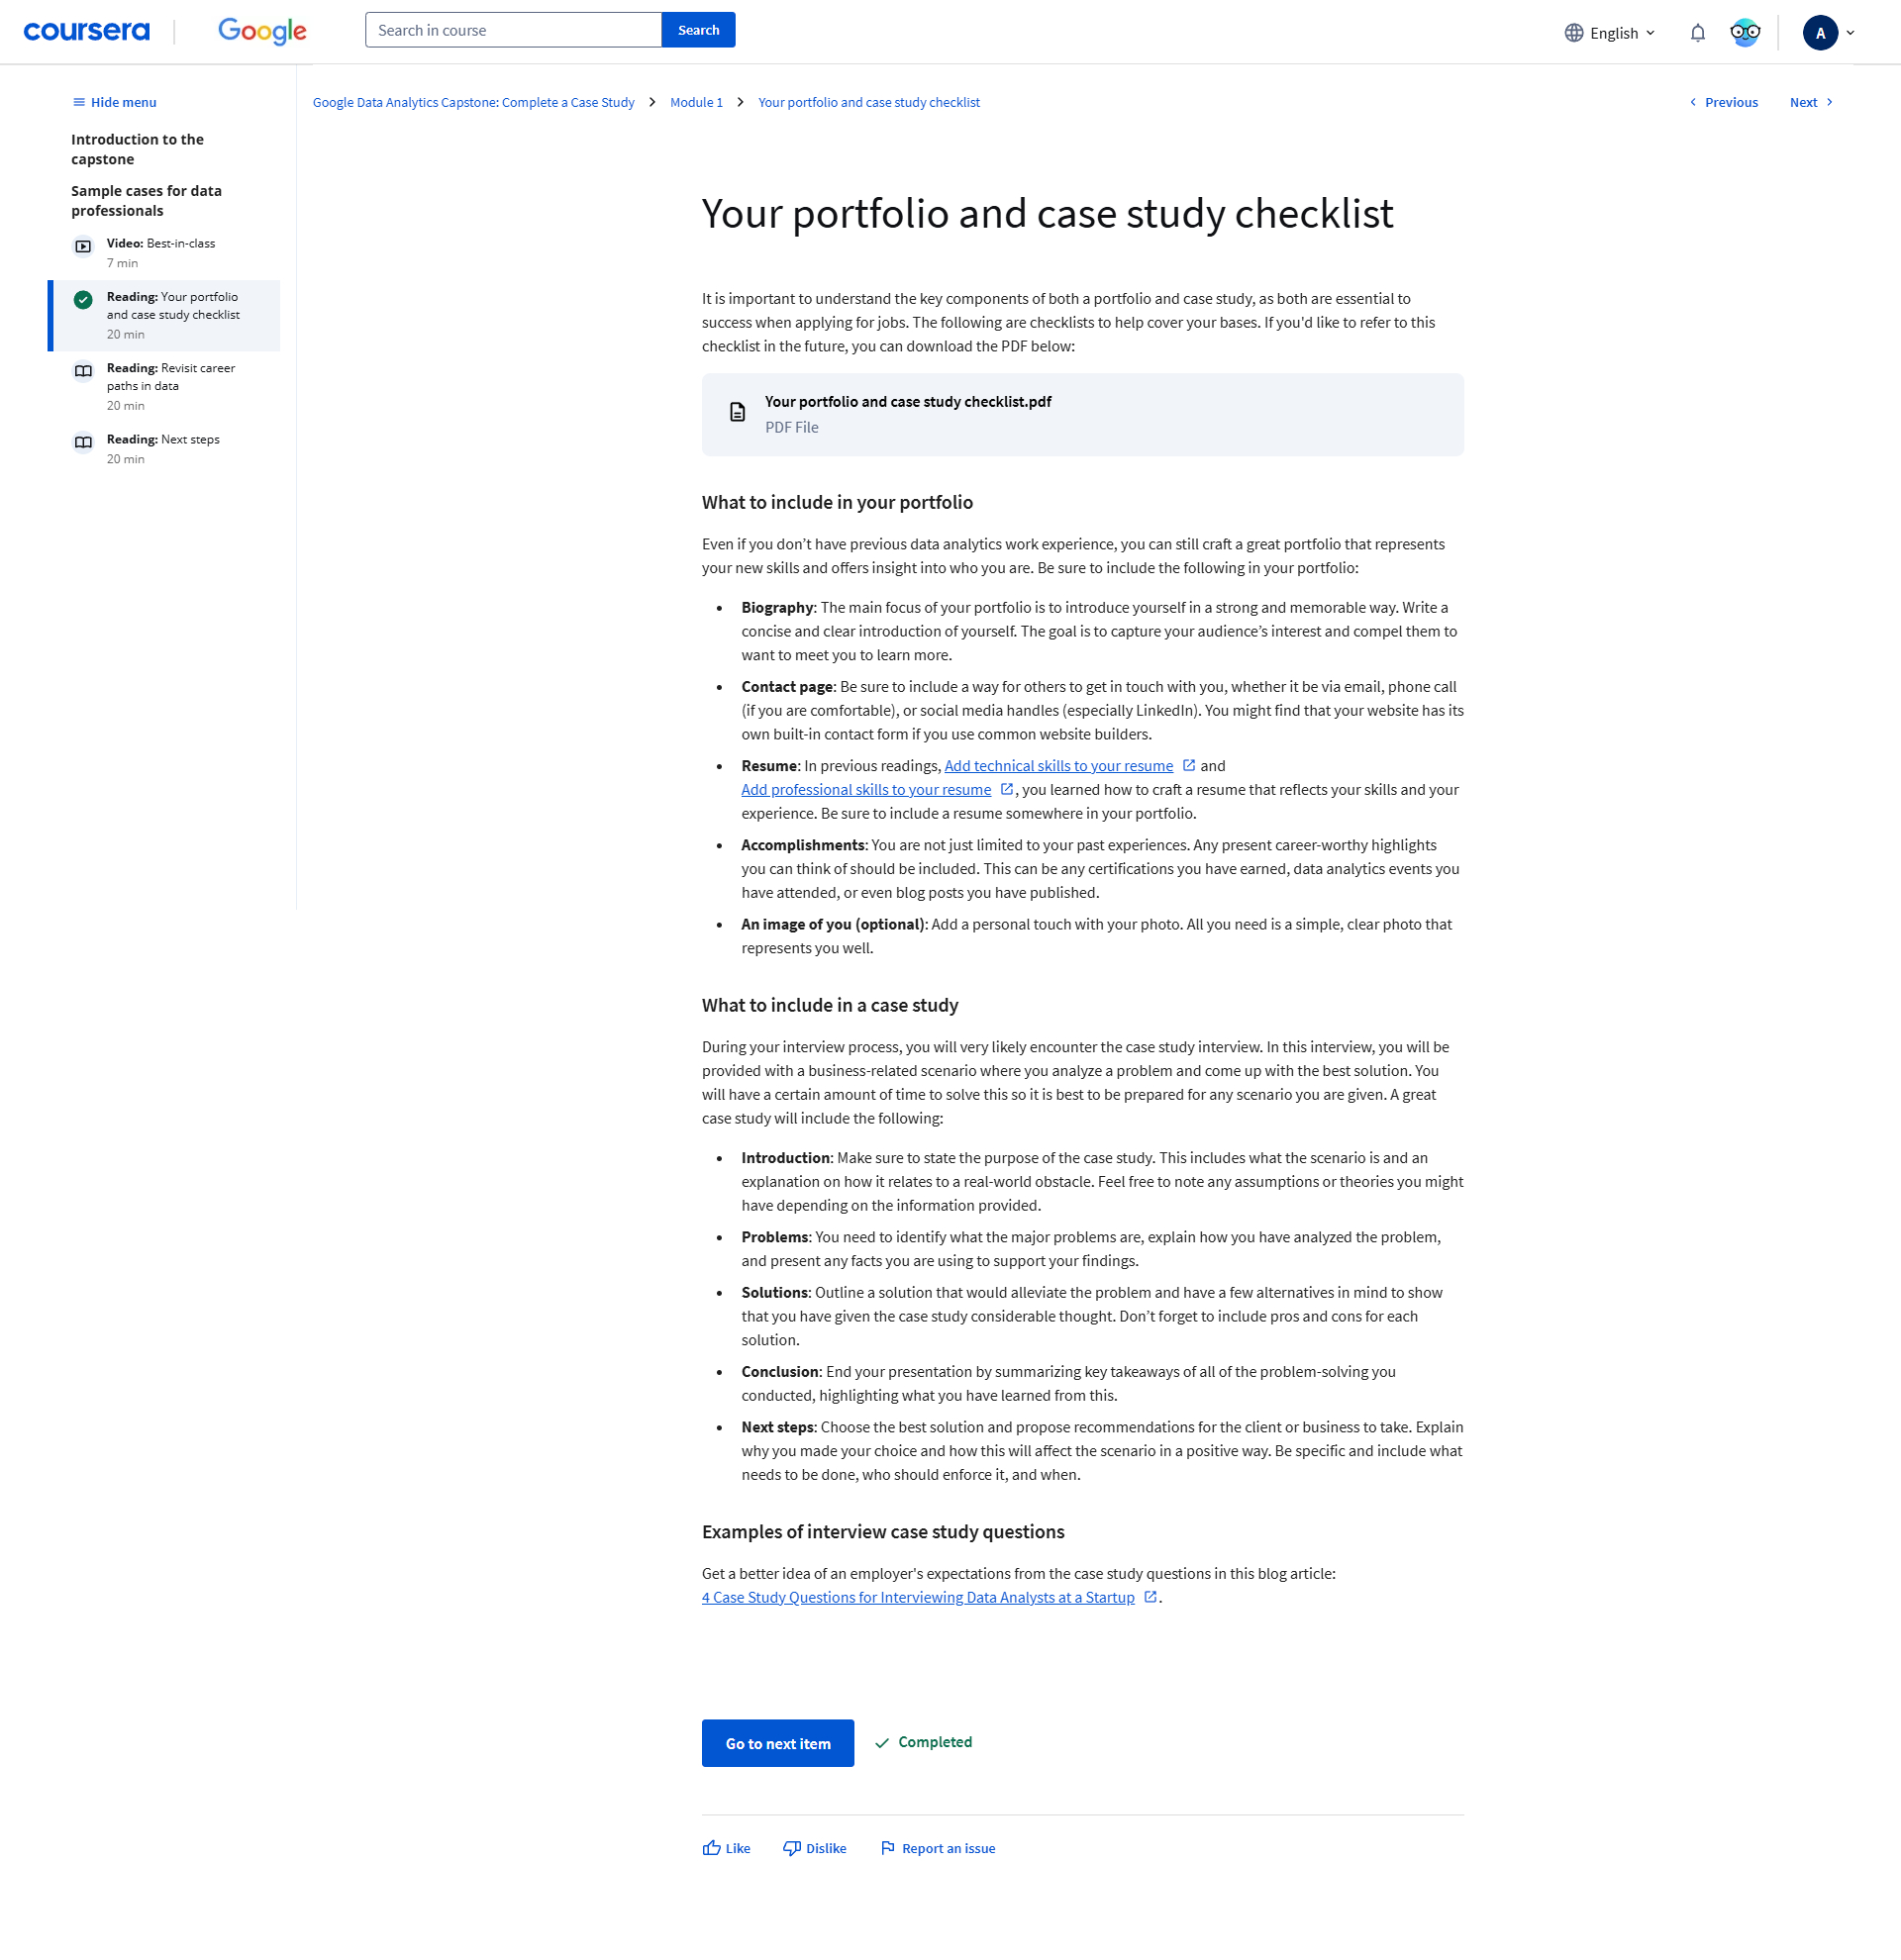 coursera
Google
Search in course
Search
English
A
Hide menu
Introduction to the
capstone
Sample cases for data
professionals
Video: Best-in-class
7 min
Reading: Your portfolio
and case study checklist
20 min
Reading: Revisit career
paths in data
20 min
Reading: Next steps
20 min
Google Data Analytics Capstone: Complete a Case Study
Module 1
Your portfolio and case study checklist
Previous
Next
Your portfolio and case study checklist
It is important to understand the key components of both a portfolio and case study, as both are essential to
success when applying for jobs. The following are checklists to help cover your bases. If you'd like to refer to this
checklist in the future, you can download the PDF below:
Your portfolio and case study checklist.pdf
PDF File
What to include in your portfolio
Even if you don’t have previous data analytics work experience, you can still craft a great portfolio that represents
your new skills and offers insight into who you are. Be sure to include the following in your portfolio:
• Biography: The main focus of your portfolio is to introduce yourself in a strong and memorable way. Write a
concise and clear introduction of yourself. The goal is to capture your audience’s interest and compel them to
want to meet you to learn more.
• Contact page: Be sure to include a way for others to get in touch with you, whether it be via email, phone call
(if you are comfortable), or social media handles (especially LinkedIn). You might find that your website has its
own built-in contact form if you use common website builders.
• Resume: In previous readings, Add technical skills to your resume and
Add professional skills to your resume, you learned how to craft a resume that reflects your skills and your
experience. Be sure to include a resume somewhere in your portfolio.
• Accomplishments: You are not just limited to your past experiences. Any present career-worthy highlights
you can think of should be included. This can be any certifications you have earned, data analytics events you
have attended, or even blog posts you have published.
• An image of you (optional): Add a personal touch with your photo. All you need is a simple, clear photo that
represents you well.
What to include in a case study
During your interview process, you will very likely encounter the case study interview. In this interview, you will be
provided with a business-related scenario where you analyze a problem and come up with the best solution. You
will have a certain amount of time to solve this so it is best to be prepared for any scenario you are given. A great
case study will include the following:
• Introduction: Make sure to state the purpose of the case study. This includes what the scenario is and an
explanation on how it relates to a real-world obstacle. Feel free to note any assumptions or theories you might
have depending on the information provided.
• Problems: You need to identify what the major problems are, explain how you have analyzed the problem,
and present any facts you are using to support your findings.
• Solutions: Outline a solution that would alleviate the problem and have a few alternatives in mind to show
that you have given the case study considerable thought. Don’t forget to include pros and cons for each
solution.
• Conclusion: End your presentation by summarizing key takeaways of all of the problem-solving you
conducted, highlighting what you have learned from this.
• Next steps: Choose the best solution and propose recommendations for the client or business to take. Explain
why you made your choice and how this will affect the scenario in a positive way. Be specific and include what
needs to be done, who should enforce it, and when.
Examples of interview case study questions
Get a better idea of an employer's expectations from the case study questions in this blog article:
4 Case Study Questions for Interviewing Data Analysts at a Startup.
Go to next item
Completed
Like
Dislike
Report an issue